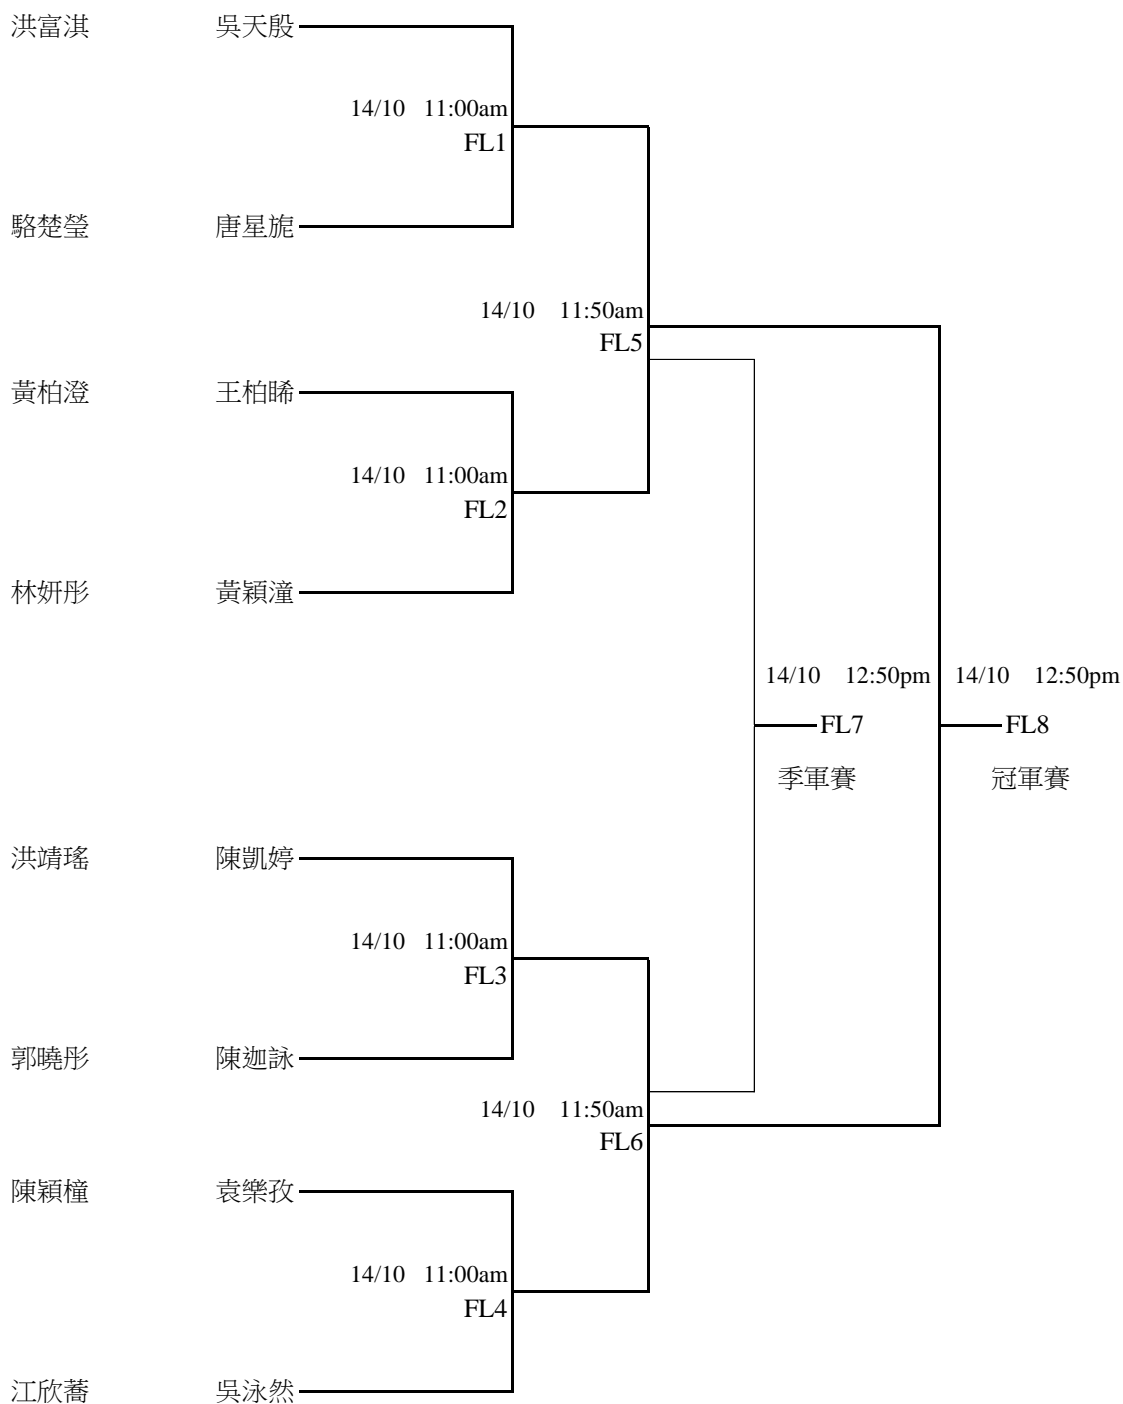 洪富淇 吳天殷
14/10 11:00am
FL1
駱楚瑩 唐星旎
14/10 11:50am
FL5
黃柏澄 王柏睎
14/10 11:00am
FL2
林妍彤 黃穎潼
14/10 12:50pm 14/10 12:50pm
FL7 FL8
季軍賽 冠軍賽
洪靖瑤 陳凱婷
14/10 11:00am
FL3
郭曉彤 陳迦詠
14/10 11:50am
FL6
陳穎橦 袁樂孜
14/10 11:00am
FL4
江欣蕎 吳泳然